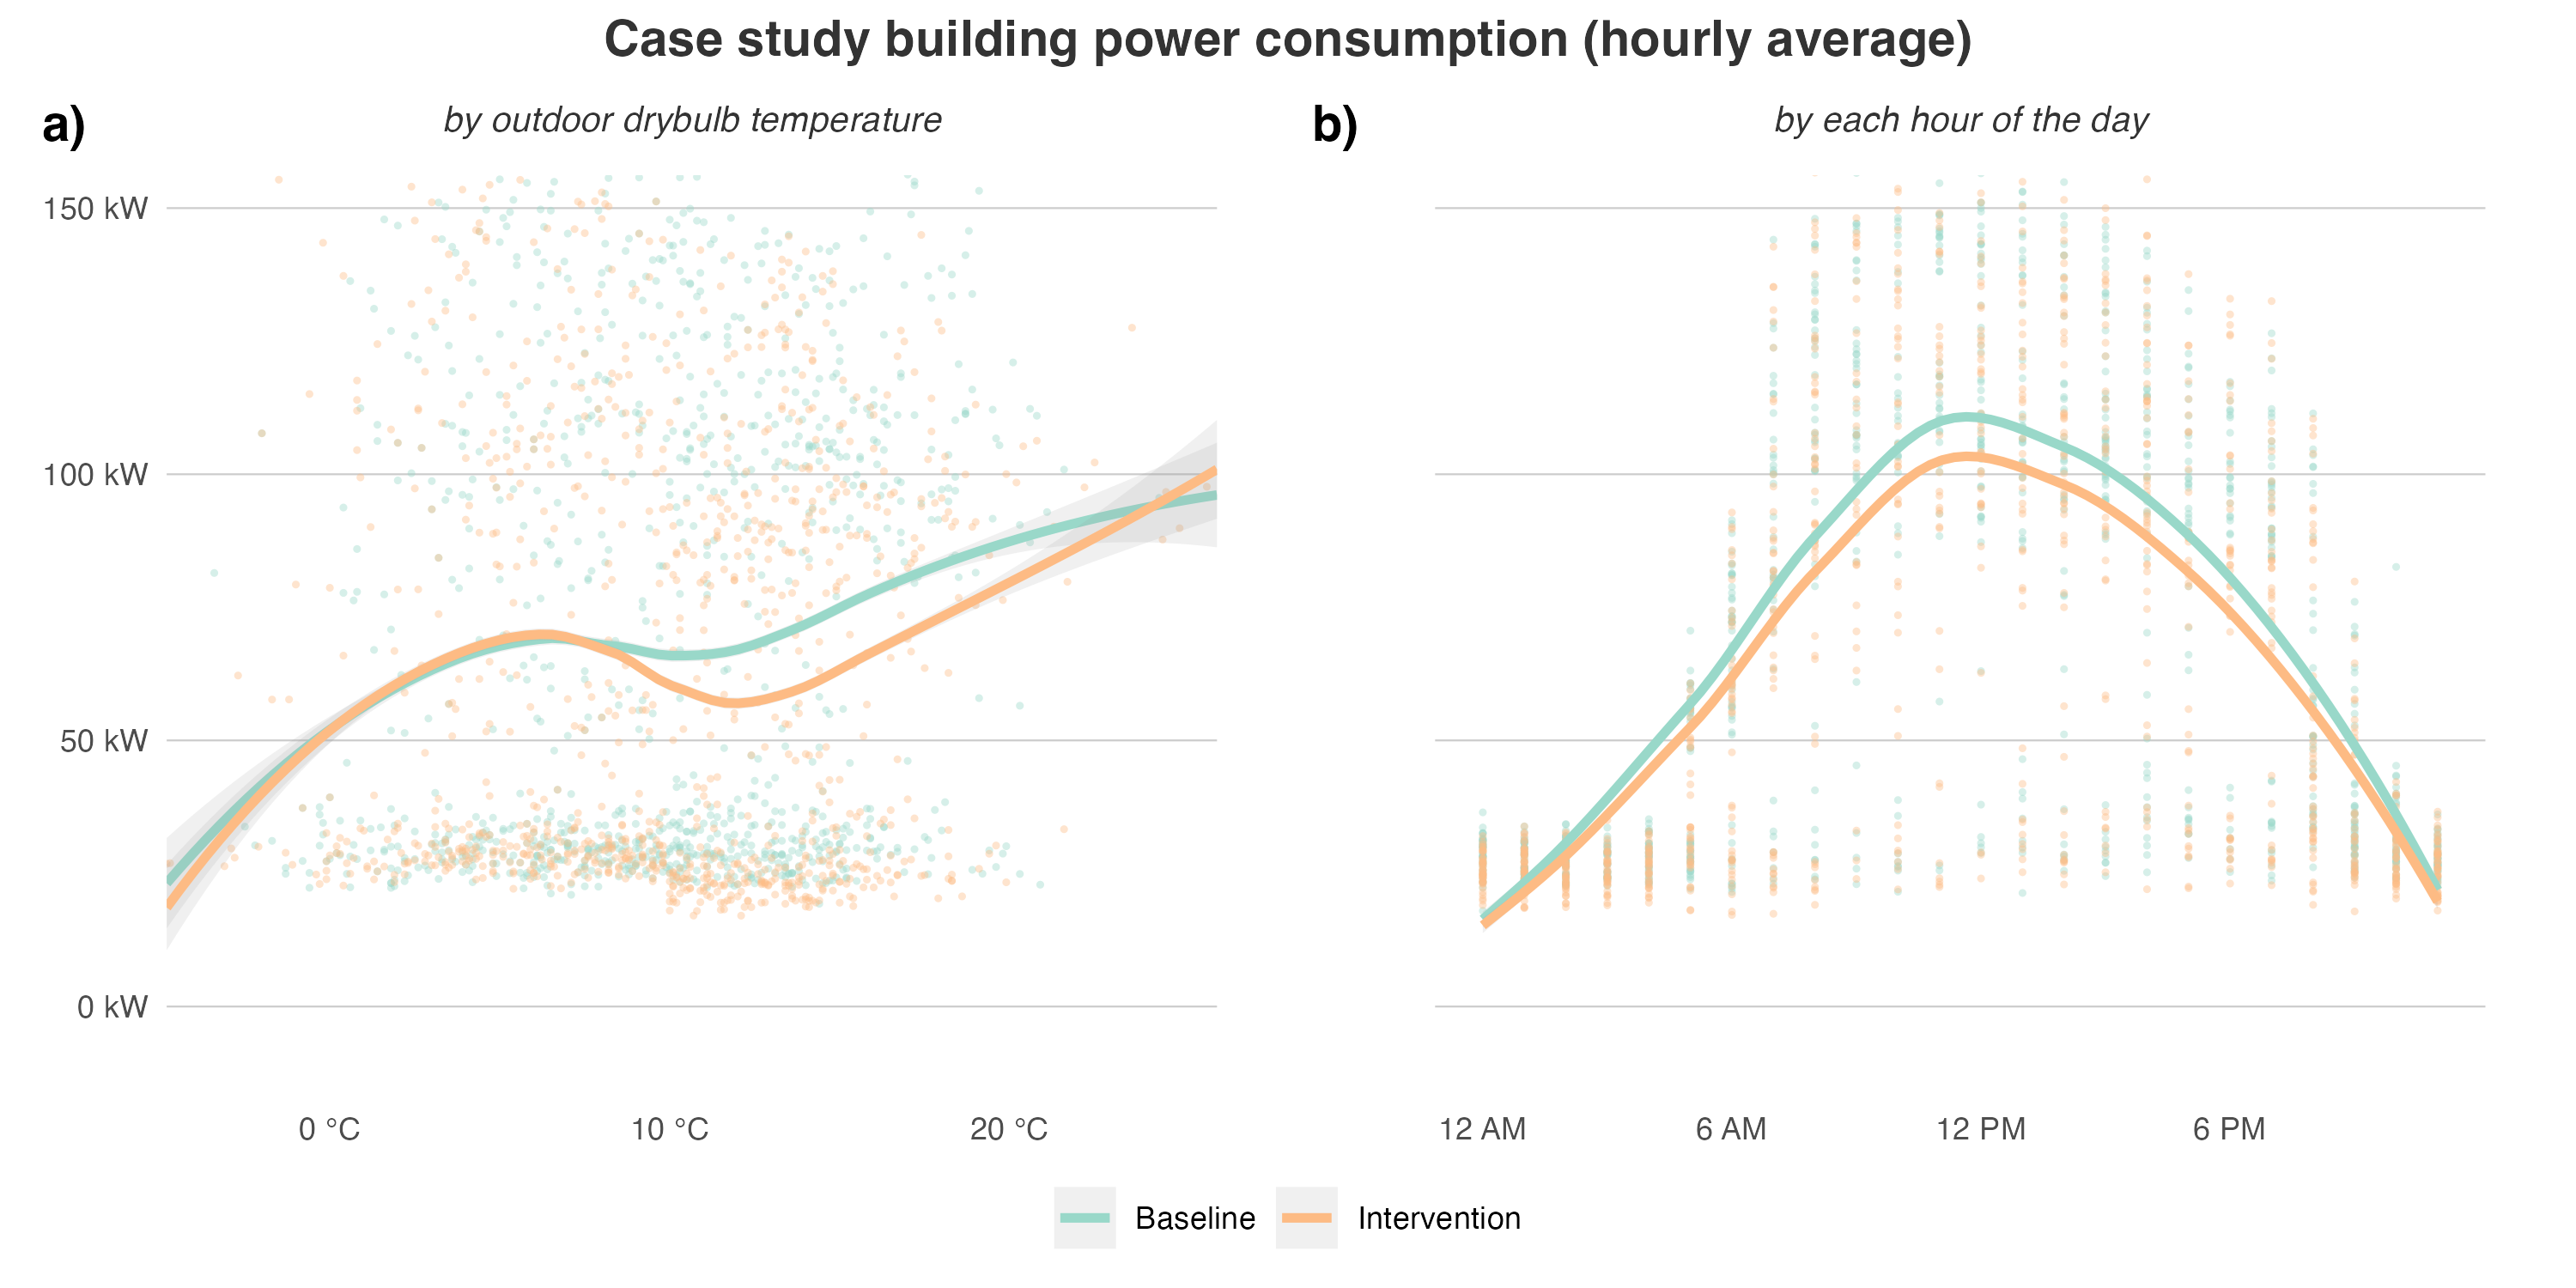 Case study building power consumption (hourly average)
a)
by outdoor drybulb temperature
150 kW
100 kW
50 kW
0 kW
0 °C
10 °C
20 °C
b)
by each hour of the day
12 AM
6 AM
12 PM
6 PM
Baseline
Intervention